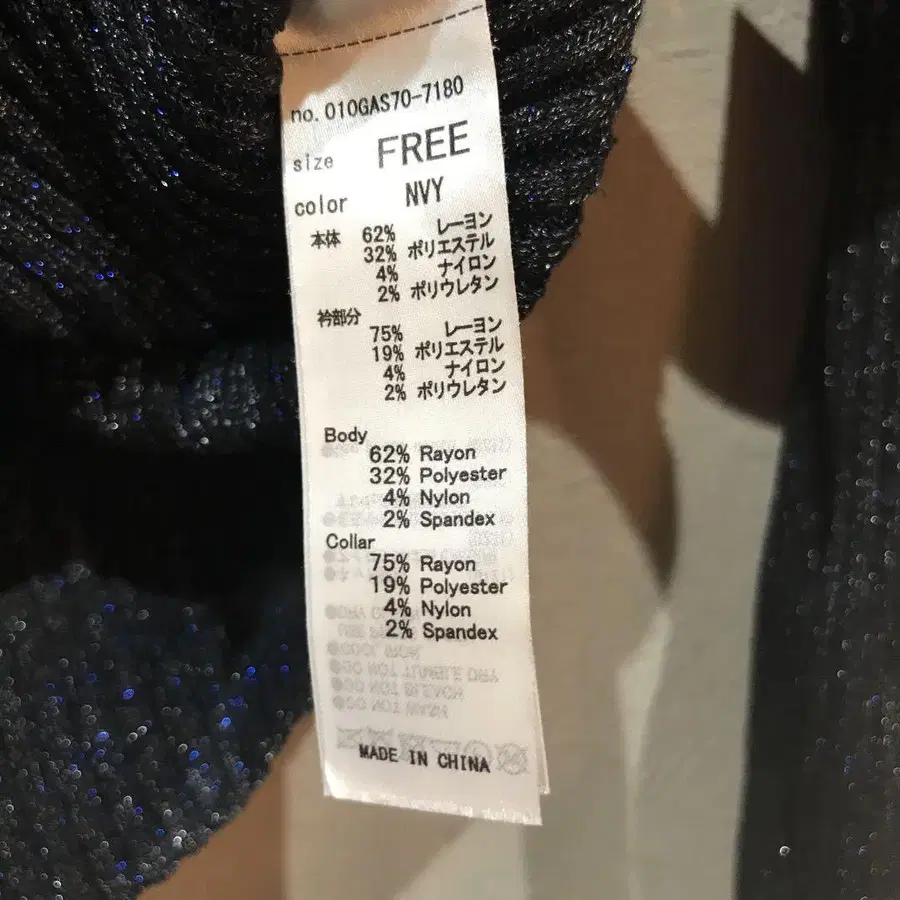 no. 010GAS70-7180
size FREE
color NVY
本体 62% レーヨン
32% ポリエステル
4% ナイロン
2% ポリウレタン
衿部分
75% レーヨン
19% ポリエステル
4% ナイロン
2% ポリウレタン
Body
62% Rayon
32% Polyester
4% Nylon
2% Spandex
Collar
75% Rayon
19% Polyester
4% Nylon
2% Spandex
MADE IN CHINA